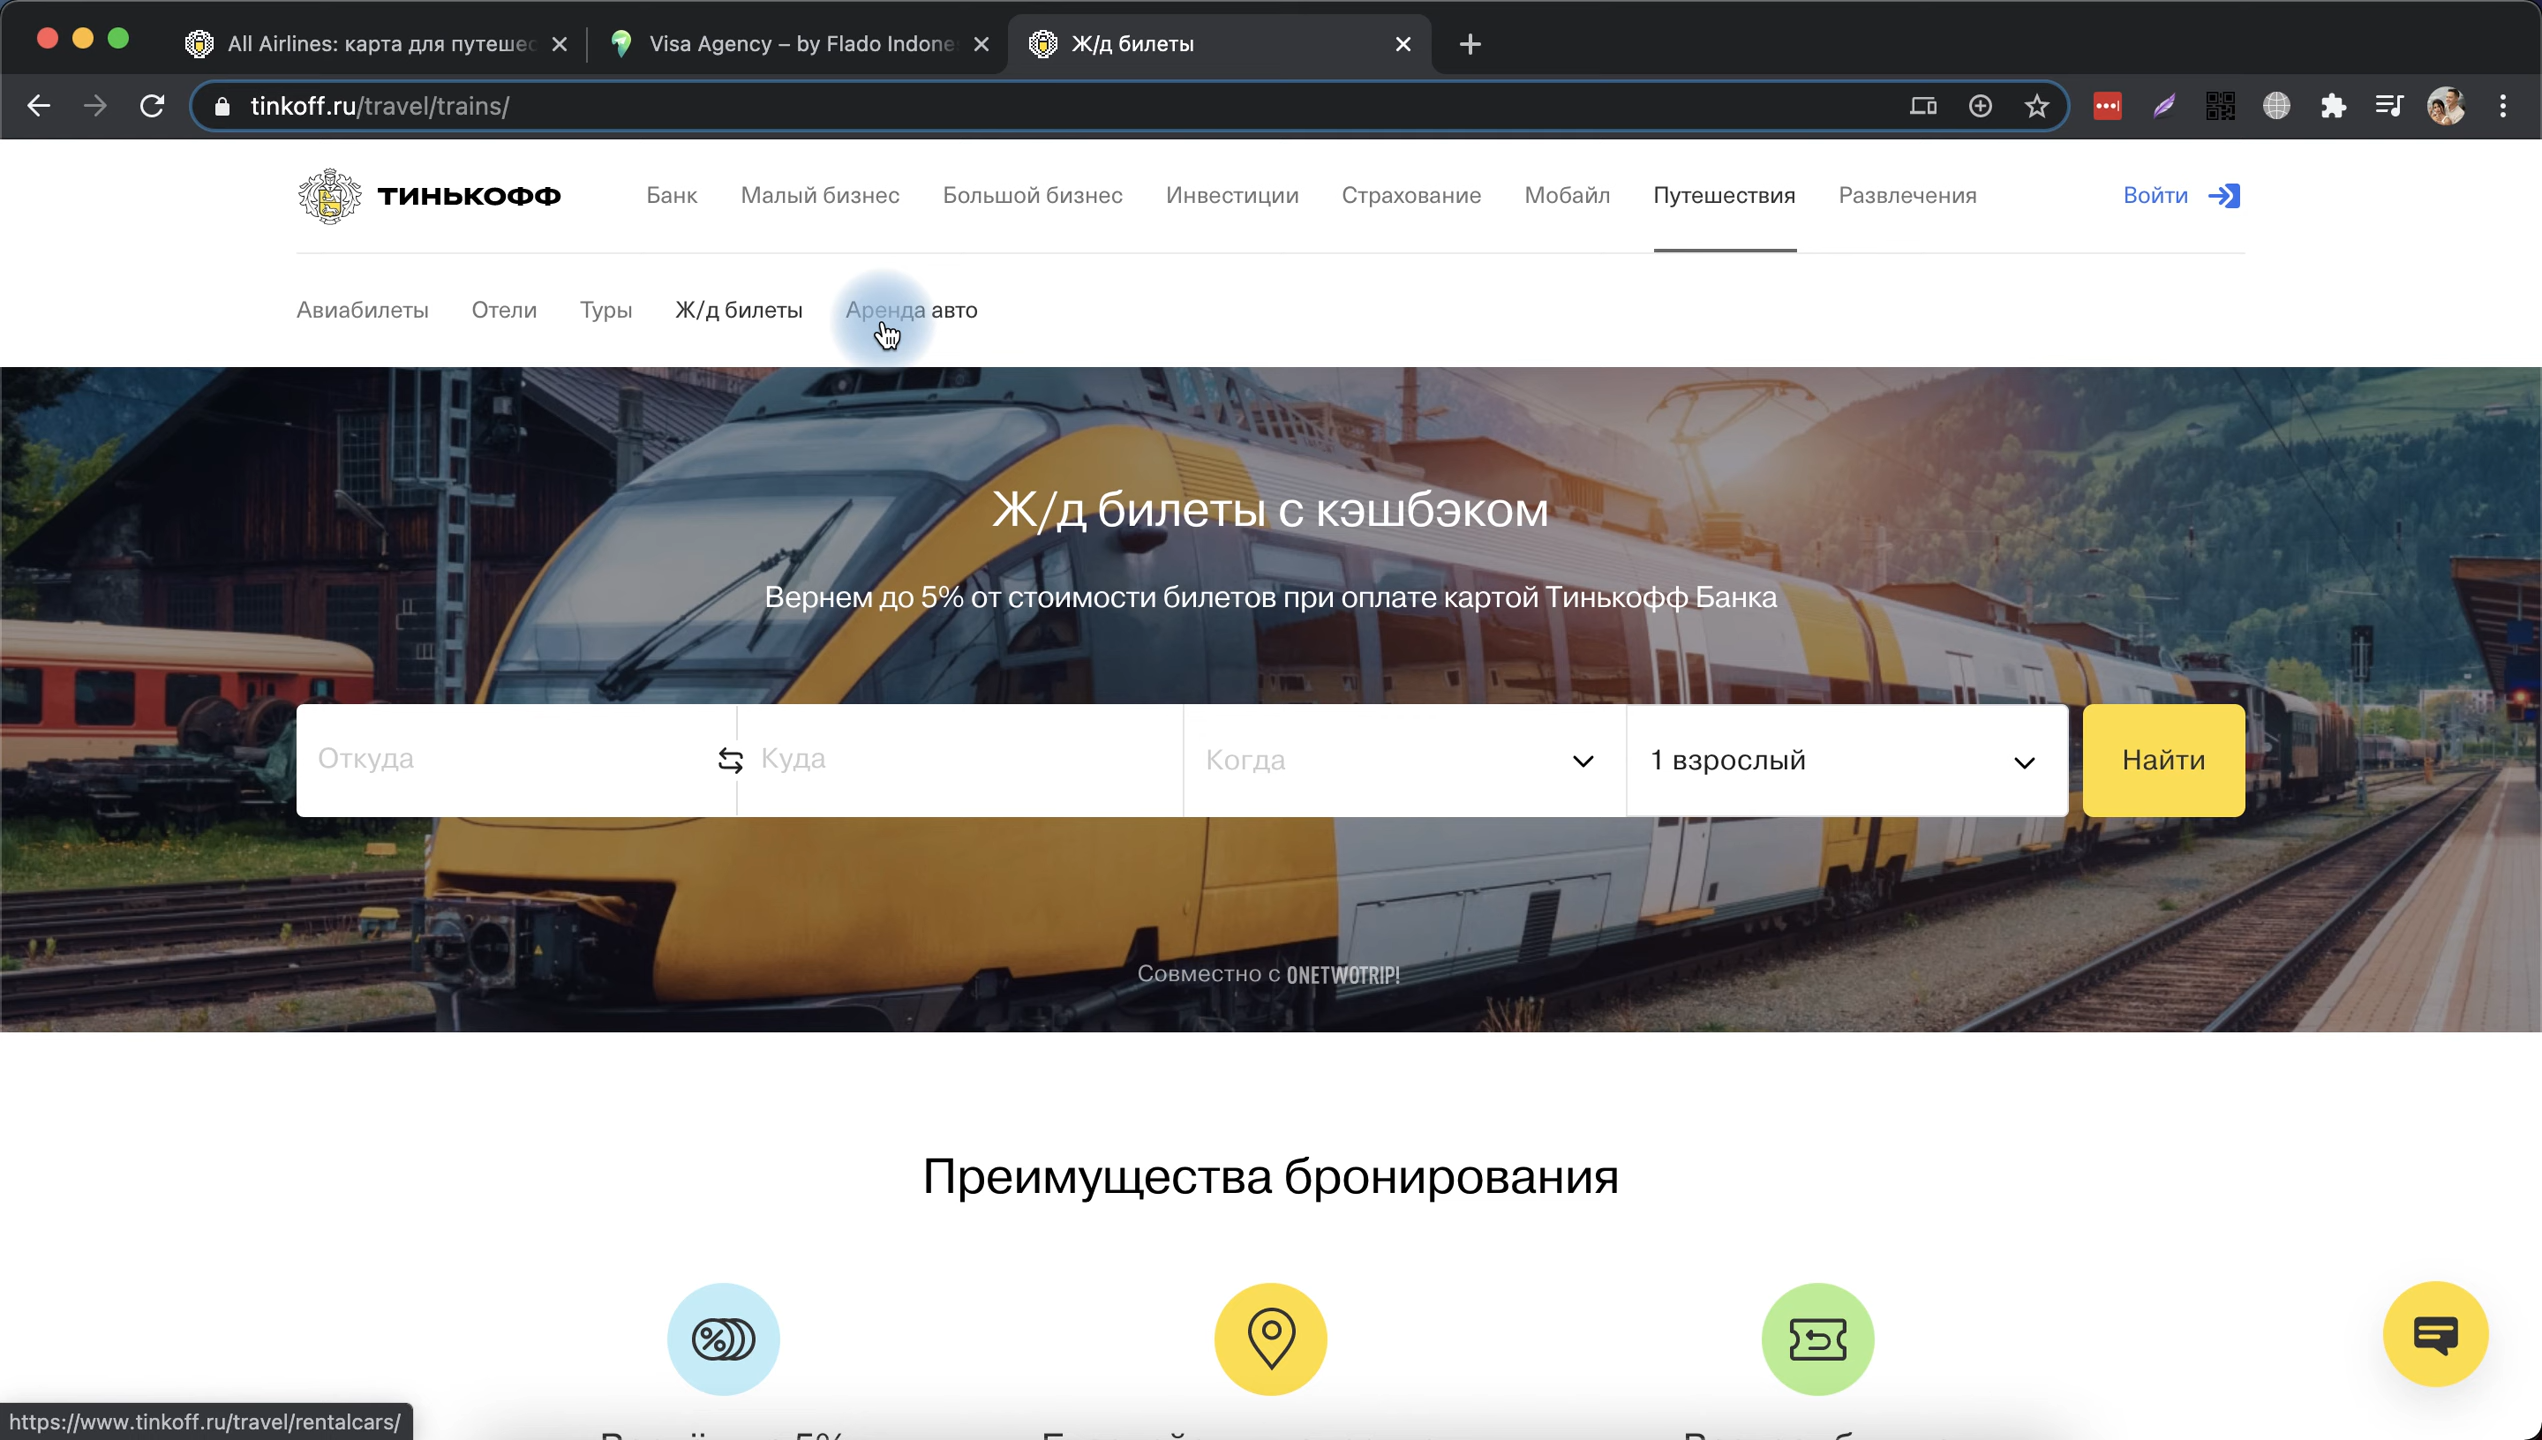 All Airlines: карта для путешес
Visa Agency – by Flado Indone
Ж/д билеты
tinkoff.ru/travel/trains/
ТИНЬКОФФ
Банк
Малый бизнес
Большой бизнес
Инвестиции
Страхование
Мобайл
Путешествия
Развлечения
Войти
Авиабилеты
Отели
Туры
Ж/д билеты
Аренда авто
Ж/д билеты с кэшбэком
Вернем до 5% от стоимости билетов при оплате картой Тинькофф Банка
Откуда
Куда
Когда
1 взрослый
Найти
Совместно с ONETWOTRIP!
Преимущества бронирования
https://www.tinkoff.ru/travel/rentalcars/